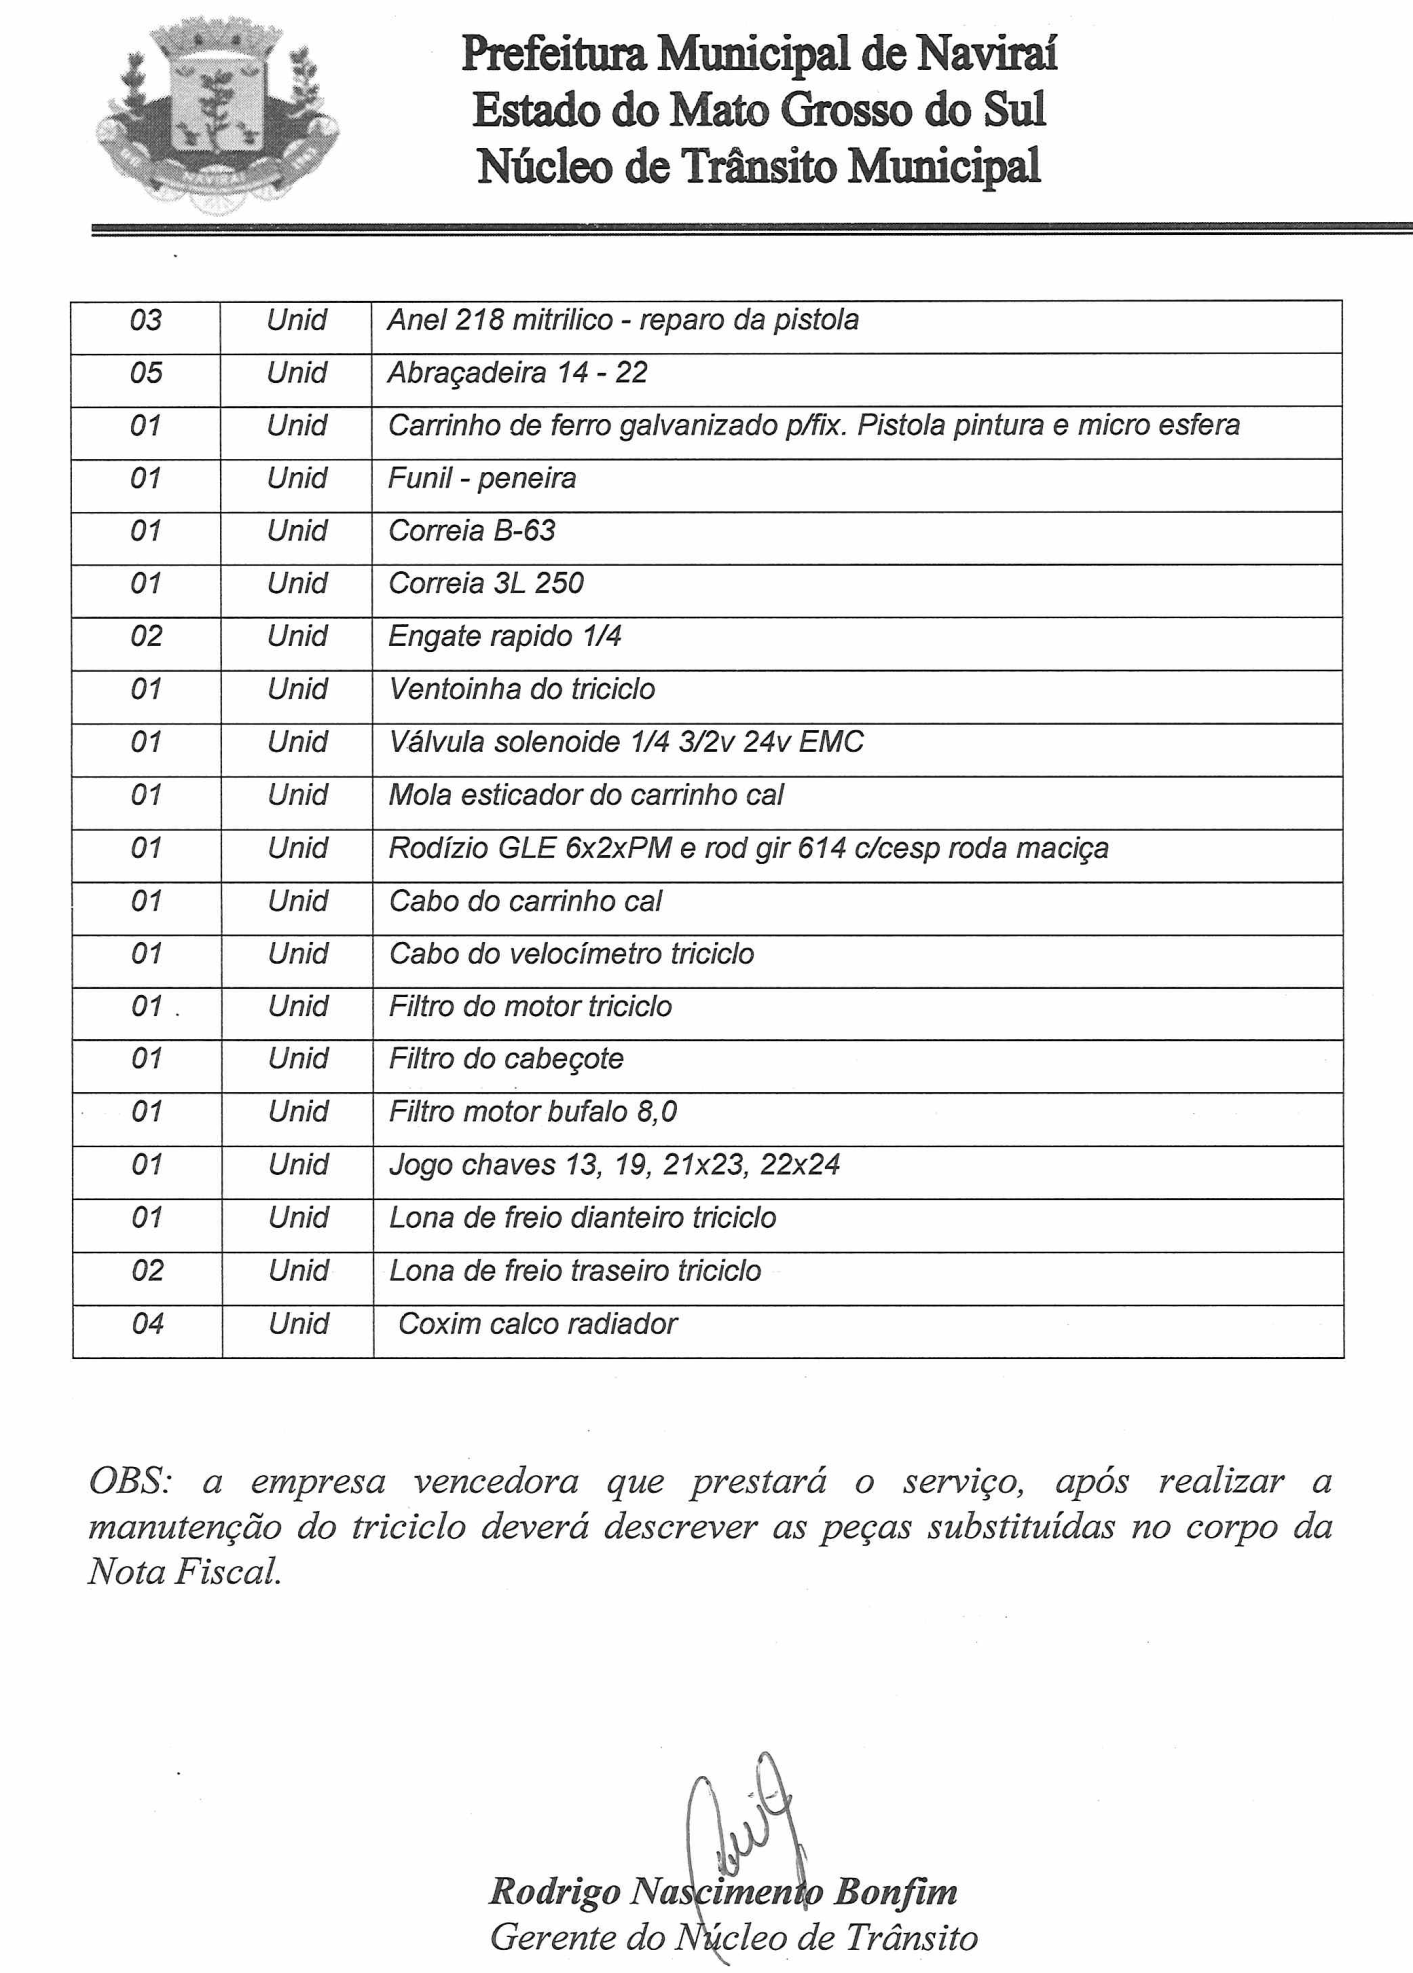 Prefeitura Municipal de Naviraí
Estado do Mato Grosso do Sul
Núcleo de Trânsito Municipal
NAVIRAÍ
03 Unid Anel 218 mitrilico - reparo da pistola
05 Unid Abraçadeira 14 - 22
01 Unid Carrinho de ferro galvanizado p/fix. Pistola pintura e micro esfera
01 Unid Funil - peneira
01 Unid Correia B-63
01 Unid Correia 3L 250
02 Unid Engate rapido 1/4
01 Unid Ventoinha do triciclo
01 Unid Válvula solenoide 1/4 3/2v 24v EMC
01 Unid Mola esticador do carrinho cal
01 Unid Rodízio GLE 6x2xPM e rod gir 614 c/cesp roda maciça
01 Unid Cabo do carrinho cal
01 Unid Cabo do velocímetro triciclo
01 . Unid Filtro do motor triciclo
01 Unid Filtro do cabeçote
01 Unid Filtro motor bufalo 8,0
01 Unid Jogo chaves 13, 19, 21x23, 22x24
01 Unid Lona de freio dianteiro triciclo
02 Unid Lona de freio traseiro triciclo
04 Unid Coxim calco radiador
OBS: a empresa vencedora que prestará o serviço, após realizar a
manutenção do triciclo deverá descrever as peças substituídas no corpo da
Nota Fiscal.
Rodrigo Nascimento Bonfim
Gerente do Núcleo de Trânsito